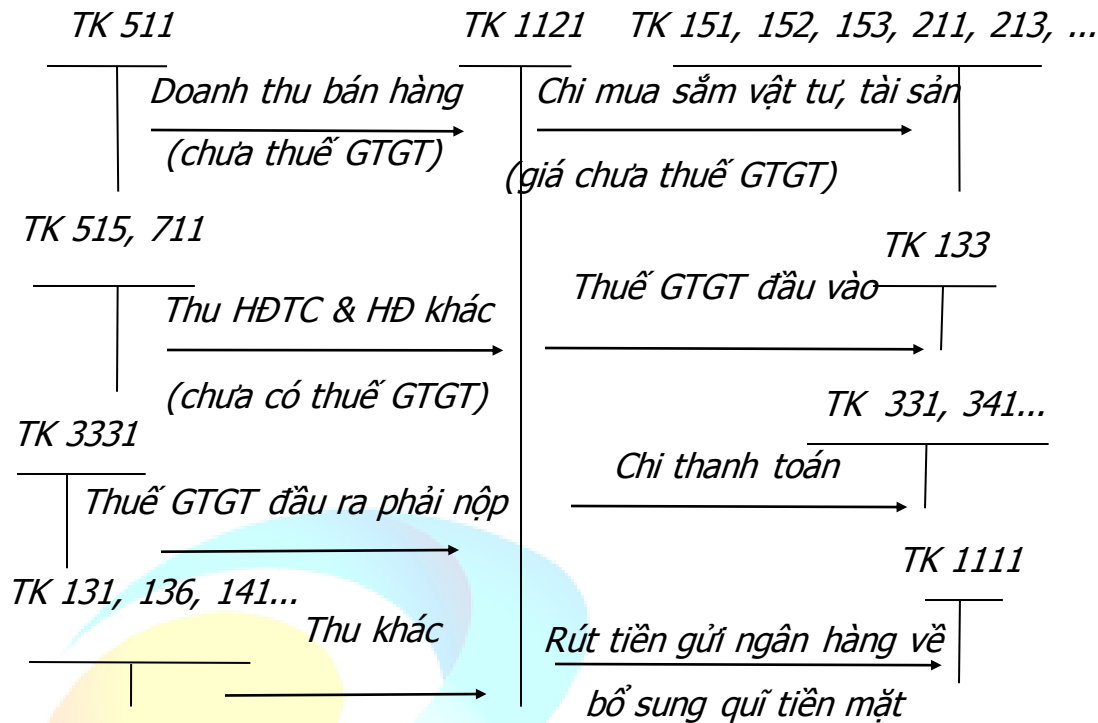 TK 511
TK 1121
TK 151, 152, 153, 211, 213, ...
Doanh thu bán hàng
(chưa thuế GTGT)
Chi mua sắm vật tư, tài sản
(giá chưa thuế GTGT)
TK 515, 711
Thu HĐTC & HĐ khác
(chưa có thuế GTGT)
TK 133
Thuế GTGT đầu vào
TK 3331
Thuế GTGT đầu ra phải nộp
TK 331, 341...
Chi thanh toán
TK 131, 136, 141...
Thu khác
TK 1111
Rút tiền gửi ngân hàng về
bổ sung quĩ tiền mặt